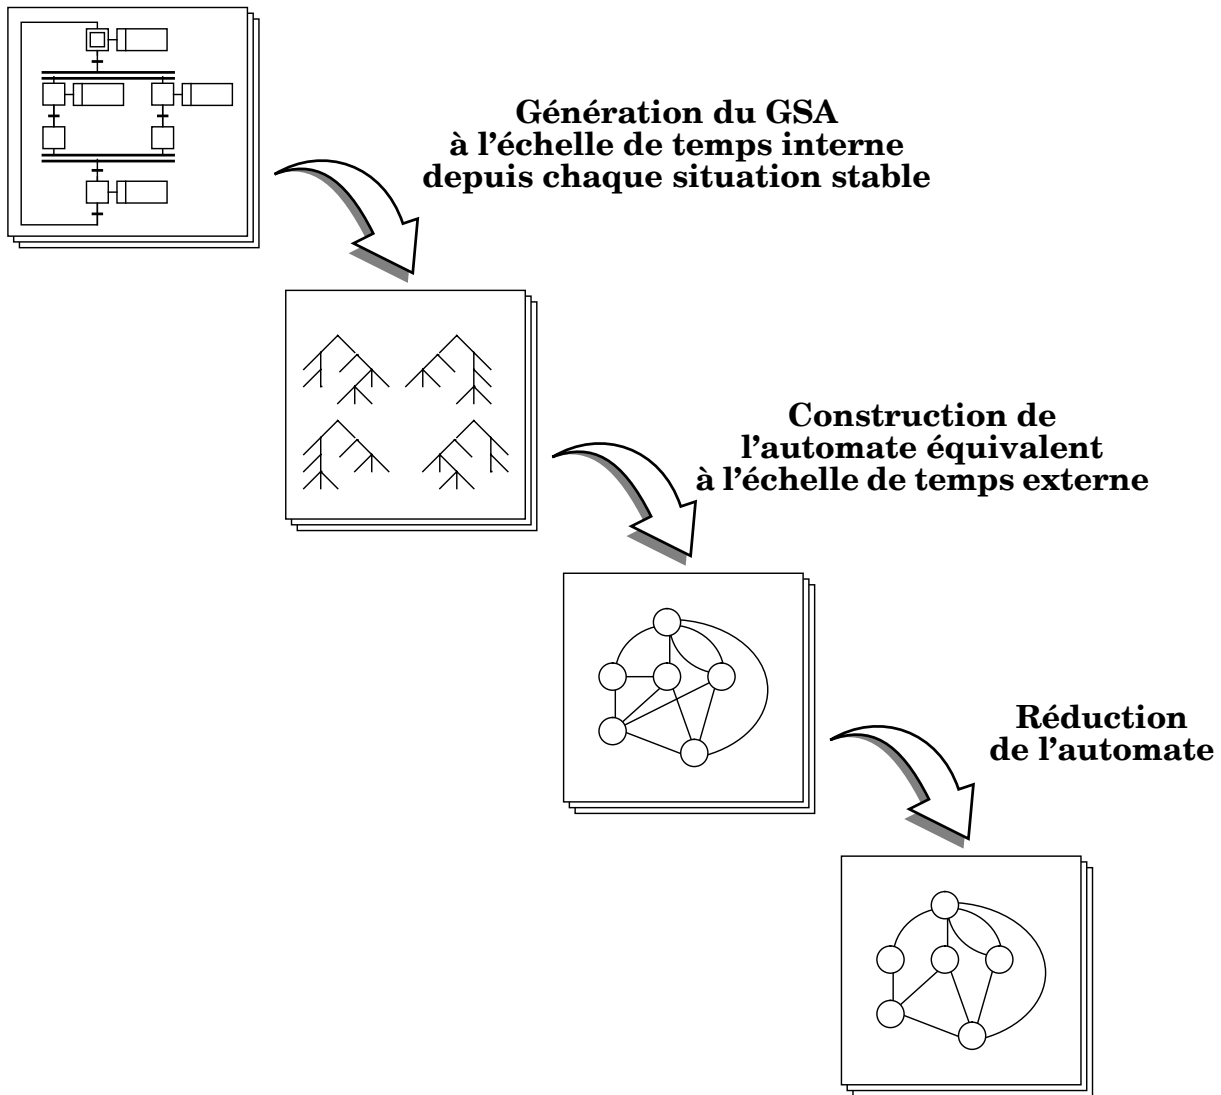 Génération du GSA
à l’échelle de temps interne
depuis chaque situation stable
Construction de
l’automate équivalent
à l’échelle de temps externe
Réduction
de l’automate